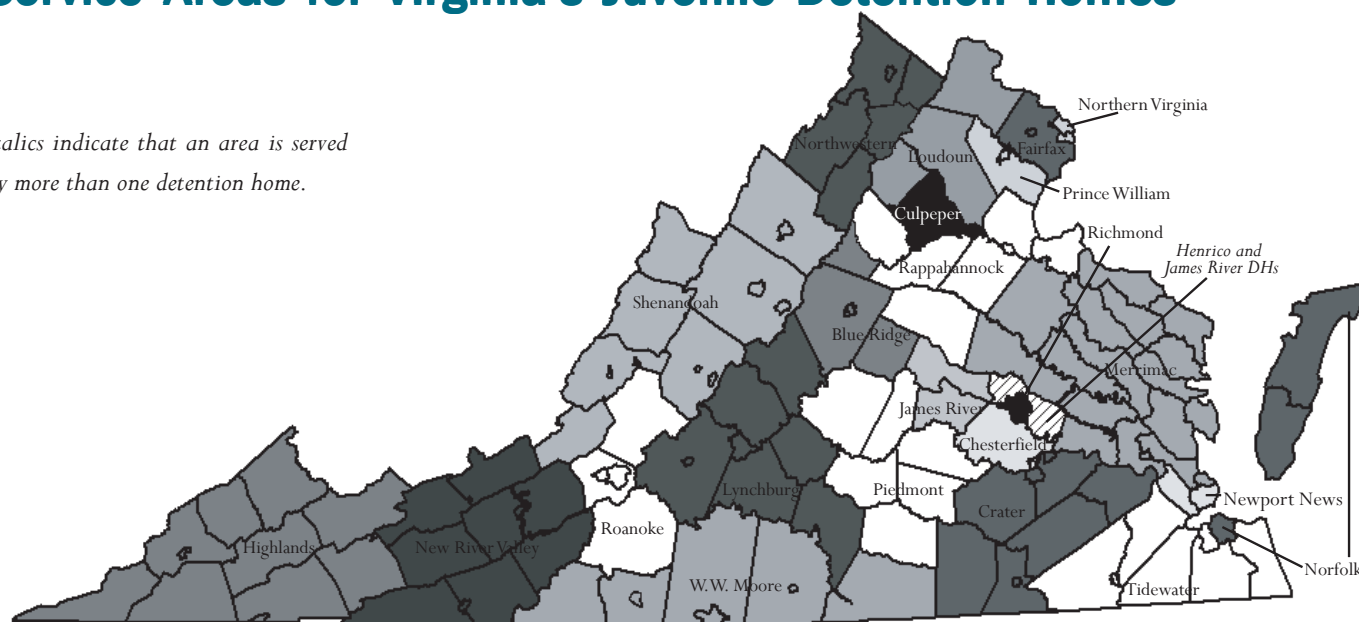 Service Areas for Virginia's Juvenile Detention Homes
alics indicate that an area is served
y more than one detention home.
Northern Virginia
Northwestern
Loudoun
Fairfax
Prince William
Culpeper
Richmond
Henrico and
James River DHs
Rappahannock
Shenandoah
Blue Ridge
Merrimac
James River
Chesterfield
Lynchburg
Piedmont
Newport News
Crater
Roanoke
Highlands
New River Valley
Norfolk
W.W. Moore
Tidewater